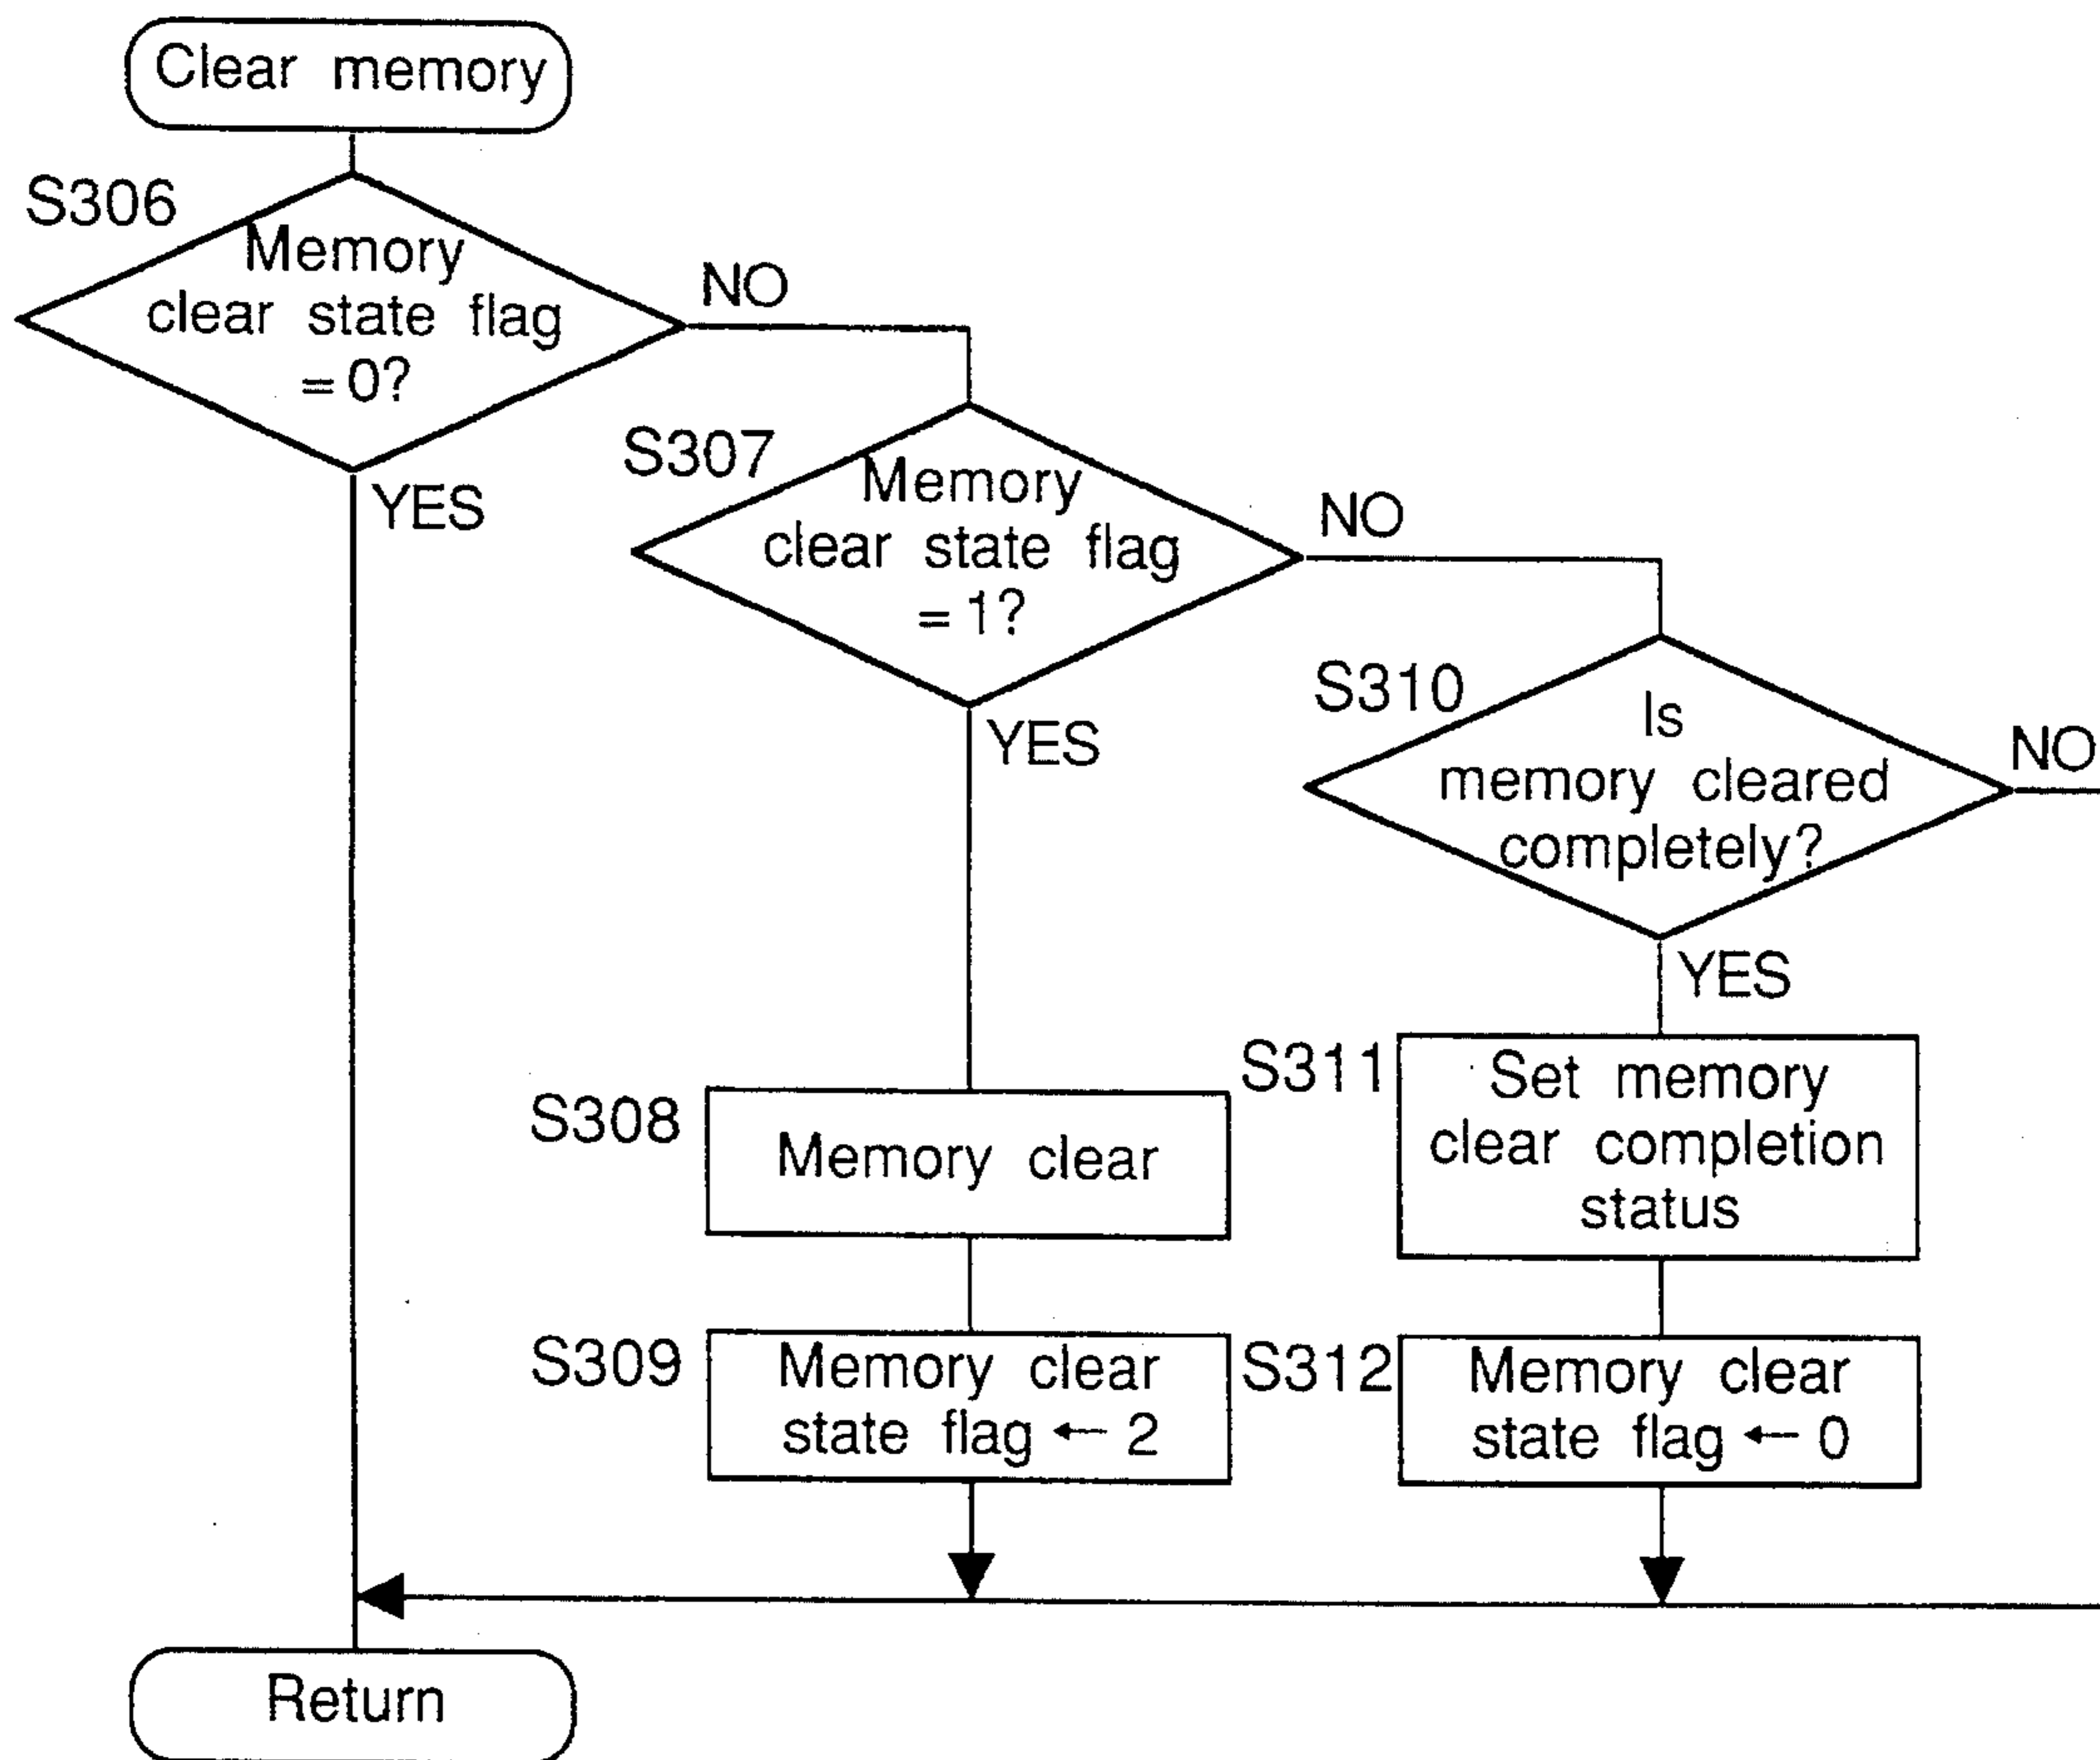 Clear memory
S306
Memory
clear state flag
= 0?
NO
YES
S307
Memory
clear state flag
= 1?
NO
YES
S310
Is
memory cleared
completely?
NO
YES
S308
Memory clear
S311
Set memory
clear completion
status
S309
Memory clear
state flag ← 2
S312
Memory clear
state flag ← 0
Return